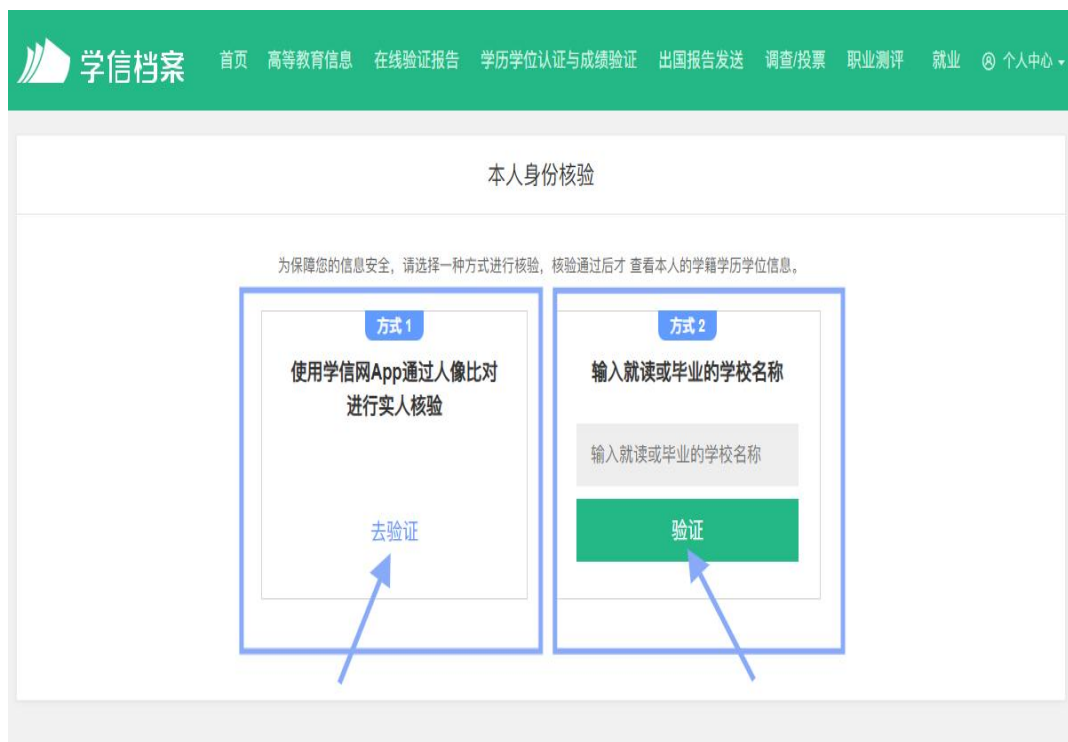 学信档案 首页 高等教育信息 在线验证报告 学历学位认证与成绩验证 出国报告发送 调查/投票 职业测评 就业 个人中心
本人身份核验
为保障您的信息安全，请选择一种方式进行核验，核验通过后才 查看本人的学籍学历学位信息。
方式 1
使用学信网App通过人像比对
进行实人核验
去验证
方式 2
输入就读或毕业的学校名称
输入就读或毕业的学校名称
验证